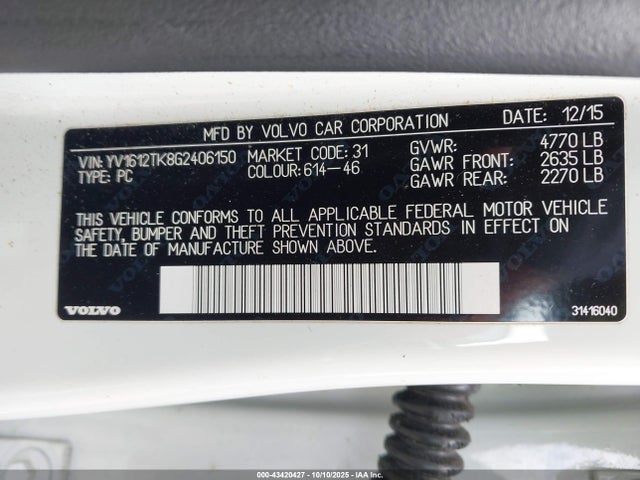 MFD BY VOLVO CAR CORPORATION DATE: 12/15
VIN: YV1612TK8G2406150 MARKET CODE: 31 GVWR: 4770 LB
TYPE: PC COLOUR: 614-46 GAWR FRONT: 2635 LB
GAWR REAR: 2270 LB
THIS VEHICLE CONFORMS TO ALL APPLICABLE FEDERAL MOTOR VEHICLE
SAFETY, BUMPER AND THEFT PREVENTION STANDARDS IN EFFECT ON
THE DATE OF MANUFACTURE SHOWN ABOVE.
VOLVO 31416040
000-43420427 - 10/10/2025 - IAA Inc.